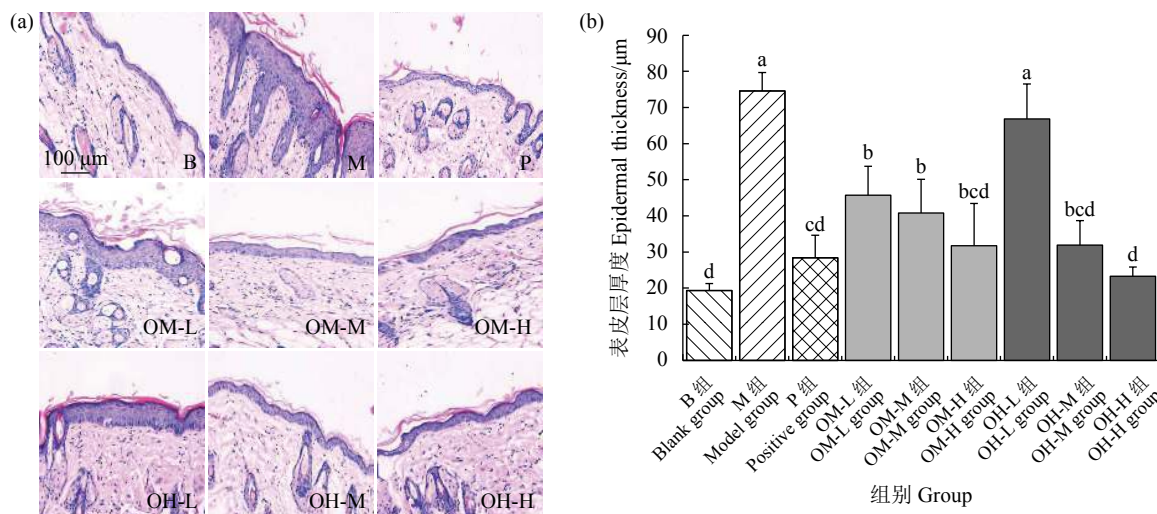 (a)
B
100 μm
M
P
OM-L
OM-M
OM-H
OH-L
OH-M
OH-H
(b)
表皮层厚度 Epidermal thickness/μm
90
80
70
60
50
40
30
20
10
0
d
a
cd
b
b
bcd
a
bcd
d
B 组
Blank group
M 组
Model group
P 组
Positive group
OM-L 组
OM-L group
OM-M 组
OM-M group
OM-H 组
OM-H group
OH-L 组
OH-L group
OH-M 组
OH-M group
OH-H 组
OH-H group
组别 Group